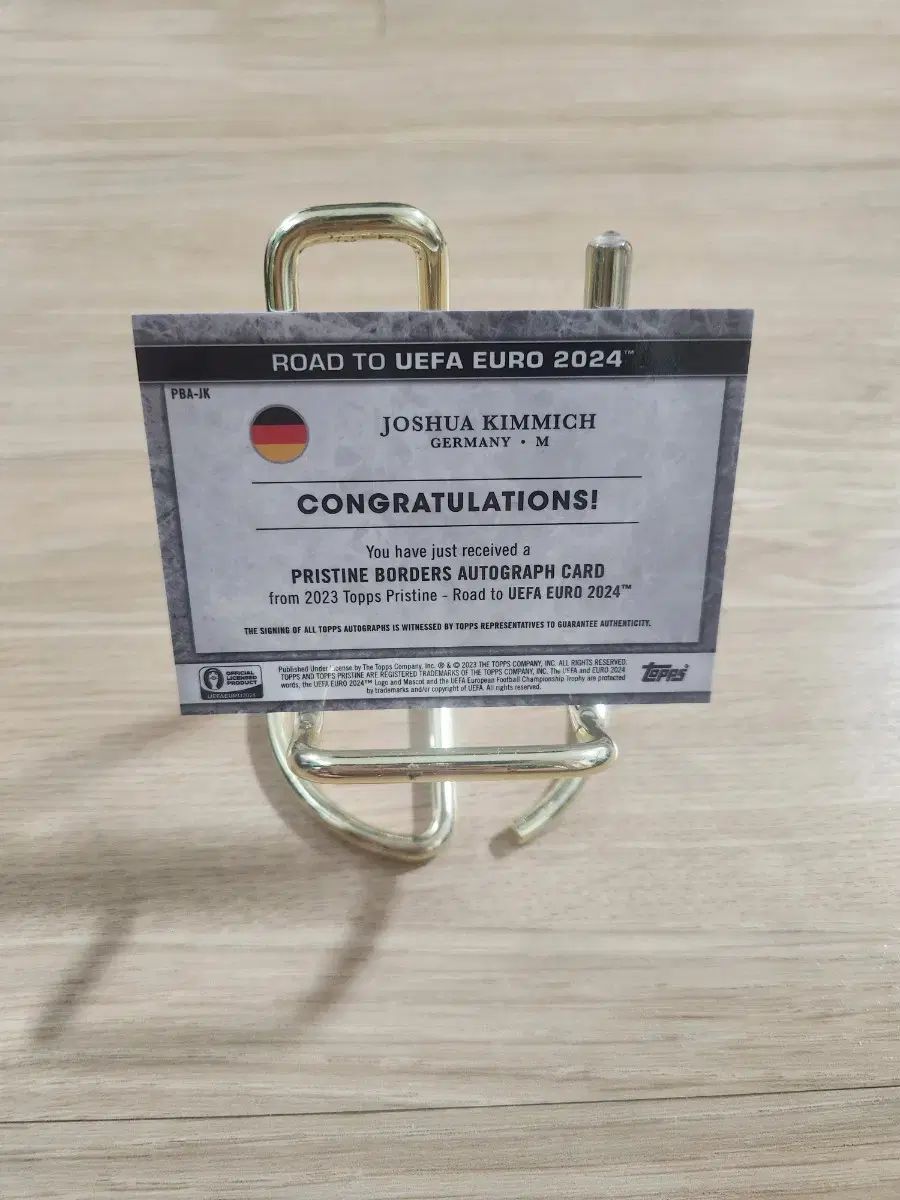 ROAD TO UEFA EURO 2024™
PBA-JK
JOSHUA KIMMICH
GERMANY • M
CONGRATULATIONS!
You have just received a
PRISTINE BORDERS AUTOGRAPH CARD
from 2023 Topps Pristine - Road to UEFA EURO 2024™
THE SIGNING OF ALL TOPPS AUTOGRAPHS IS WITNESSED BY TOPPS REPRESENTATIVES TO GUARANTEE AUTHENTICITY.
OFFICIAL
LICENSED
PRODUCT
UEFA EURO 2024
Published Under License by The Topps Company, Inc. ® & © 2023 THE TOPPS COMPANY, INC. ALL RIGHTS RESERVED.
TOPPS AND TOPPS PRISTINE ARE REGISTERED TRADEMARKS OF THE TOPPS COMPANY, INC. The UEFA and EURO 2024
words, the UEFA EURO 2024™ Logo and Mascot and the UEFA European Football Championship Trophy are protected
by trademarks and/or copyright of UEFA. All rights reserved.
Topps